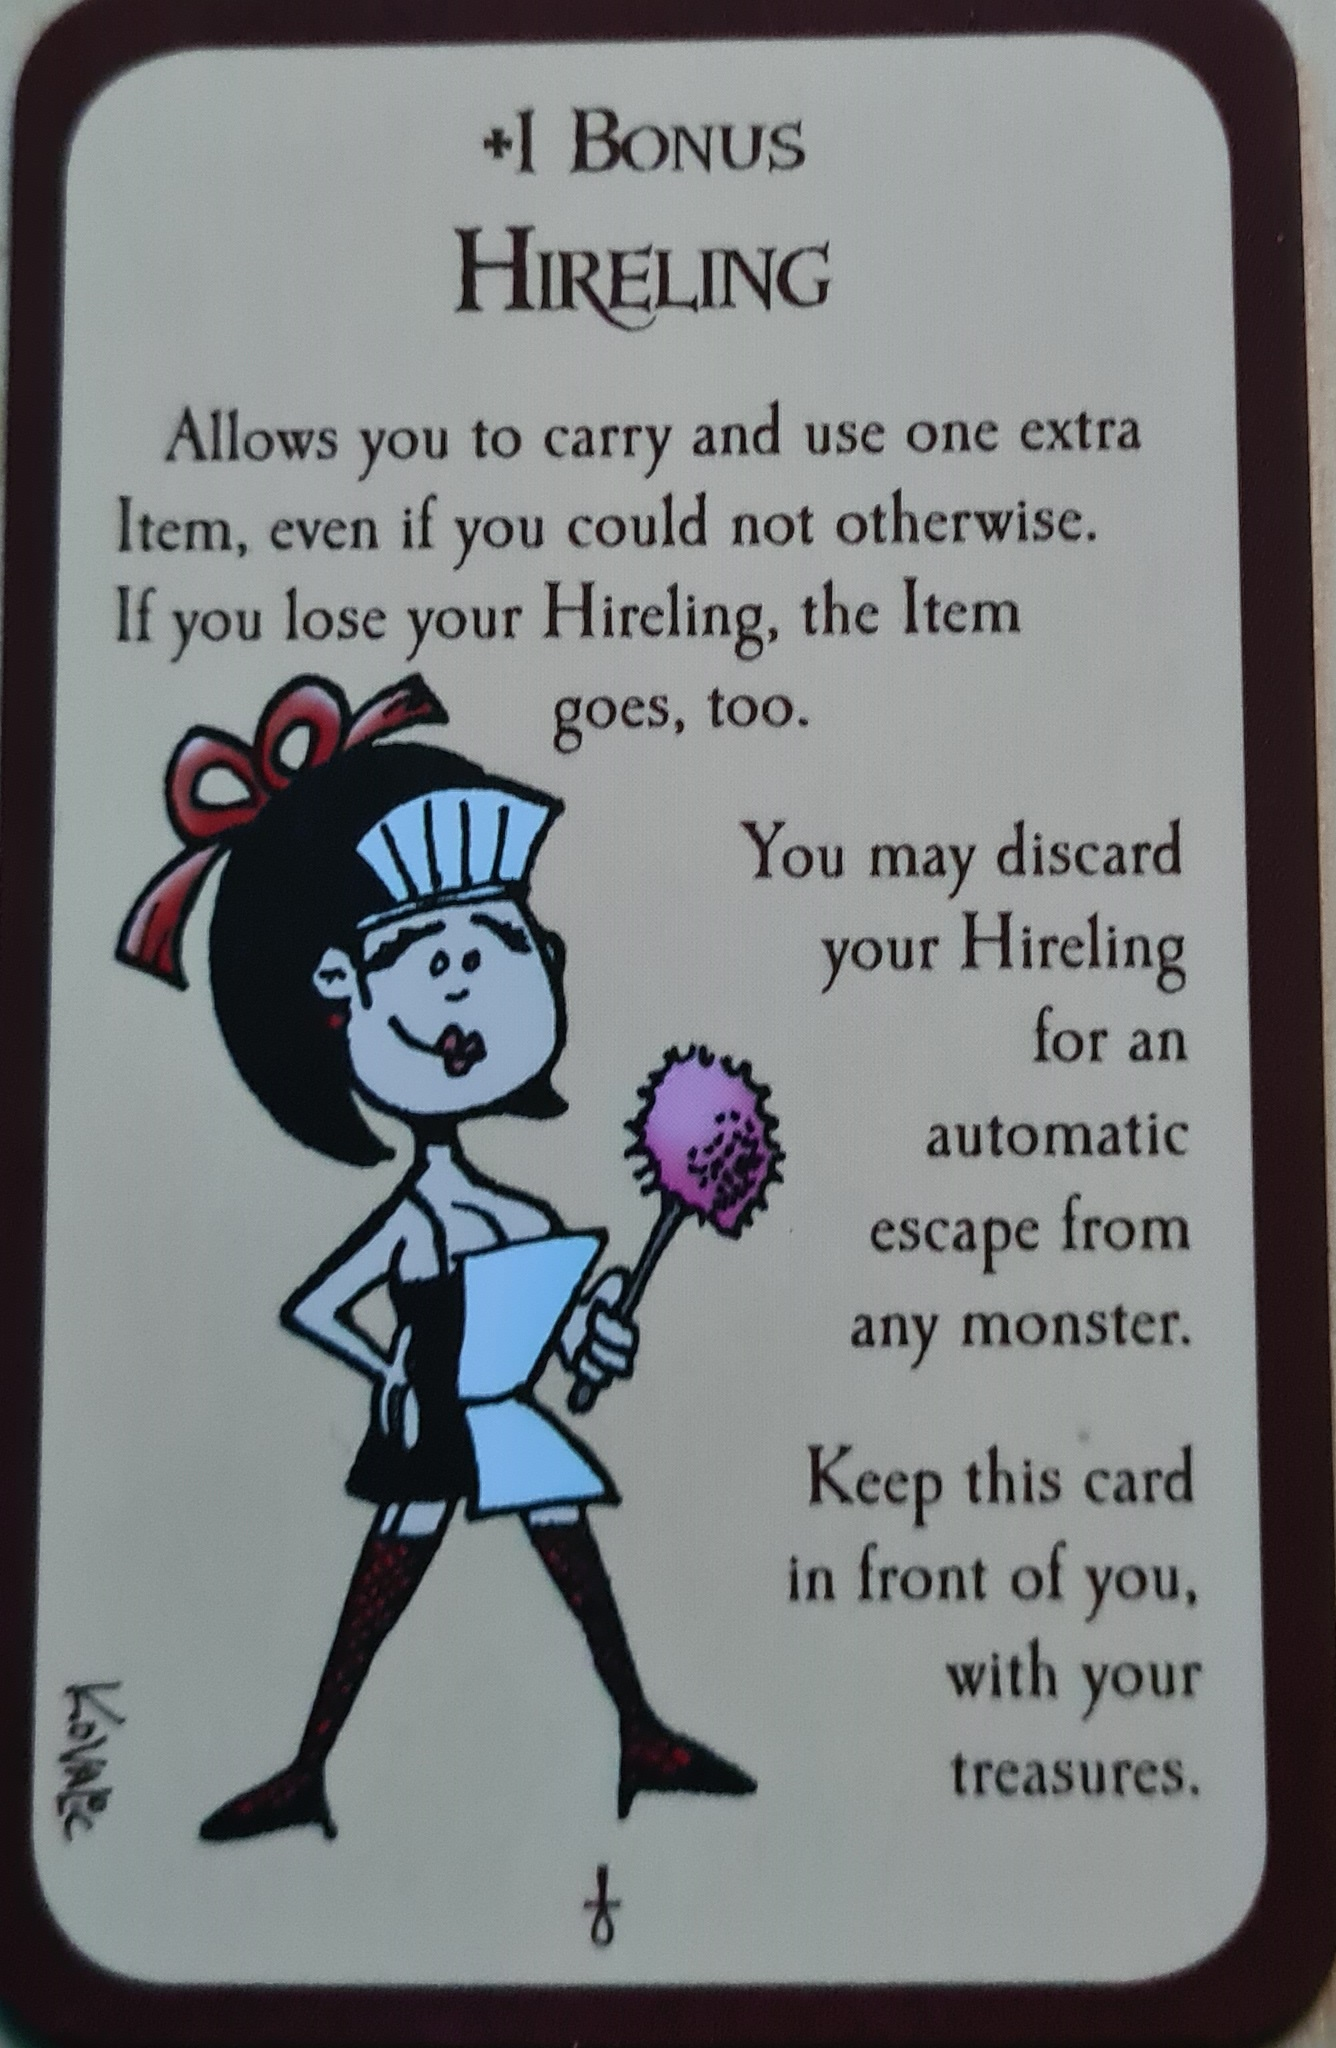 +1 BONUS
HIRELING
Allows you to carry and use one extra
Item, even if you could not otherwise.
If you lose your Hireling, the Item
goes, too.
You may discard
your Hireling
for an
automatic
escape from
any monster.
Keep this card
in front of you,
with your
treasures.
KOVALIC